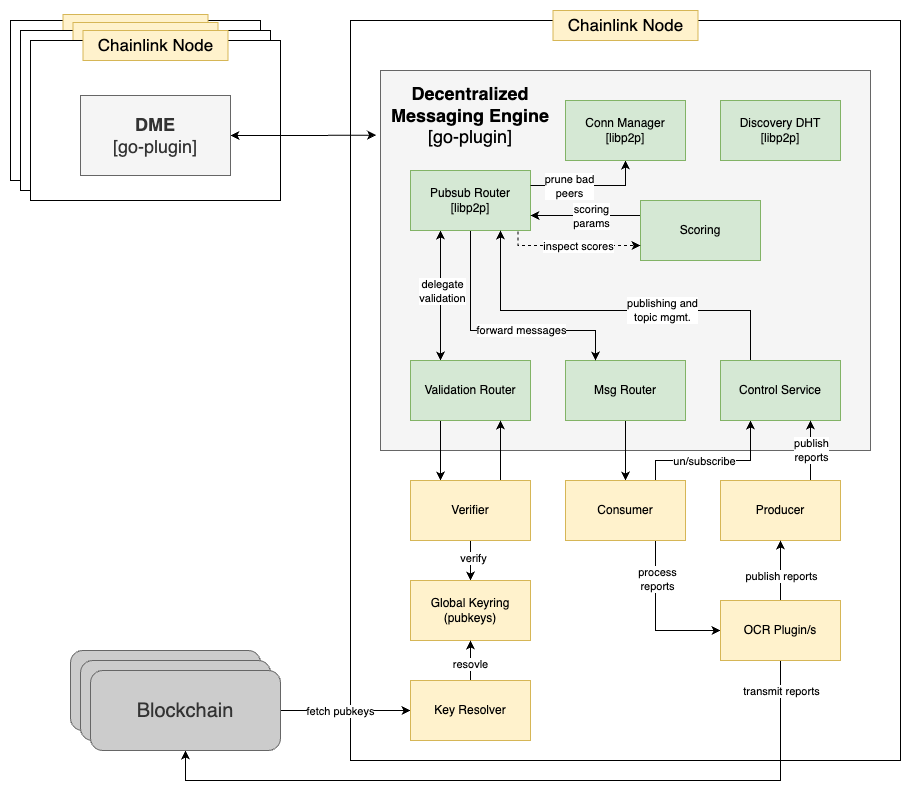 Chainlink Node
DME
[go-plugin]
Chainlink Node
Decentralized
Messaging Engine
[go-plugin]
Conn Manager
[libp2p]
Discovery DHT
[libp2p]
Pubsub Router
[libp2p]
prune bad
peers
scoring
params
Scoring
inspect scores
delegate
validation
publishing and
topic mgmt.
forward messages
Validation Router
Msg Router
Control Service
publish
reports
un/subscribe
Verifier
Consumer
Producer
verify
process
reports
publish reports
Global Keyring
(pubkeys)
OCR Plugin/s
resovle
transmit reports
Blockchain
fetch pubkeys
Key Resolver